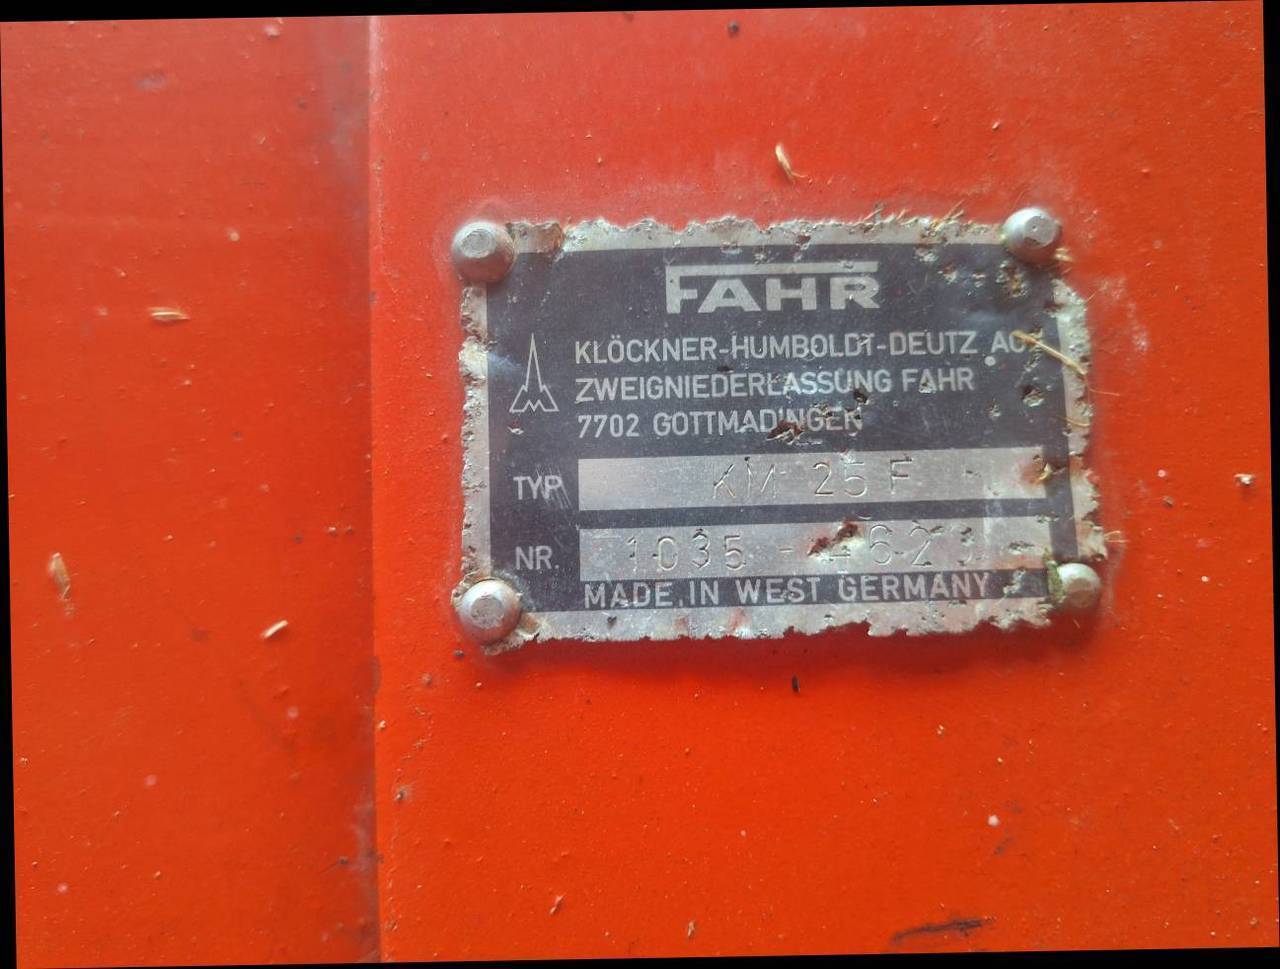 FAHR
KLÖCKNER-HUMBOLDT-DEUTZ AG
ZWEIGNIEDERLASSUNG FAHR
7702 GOTTMADINGEN
TYP KM 25 F
NR. 1035 -
MADE IN WEST GERMANY